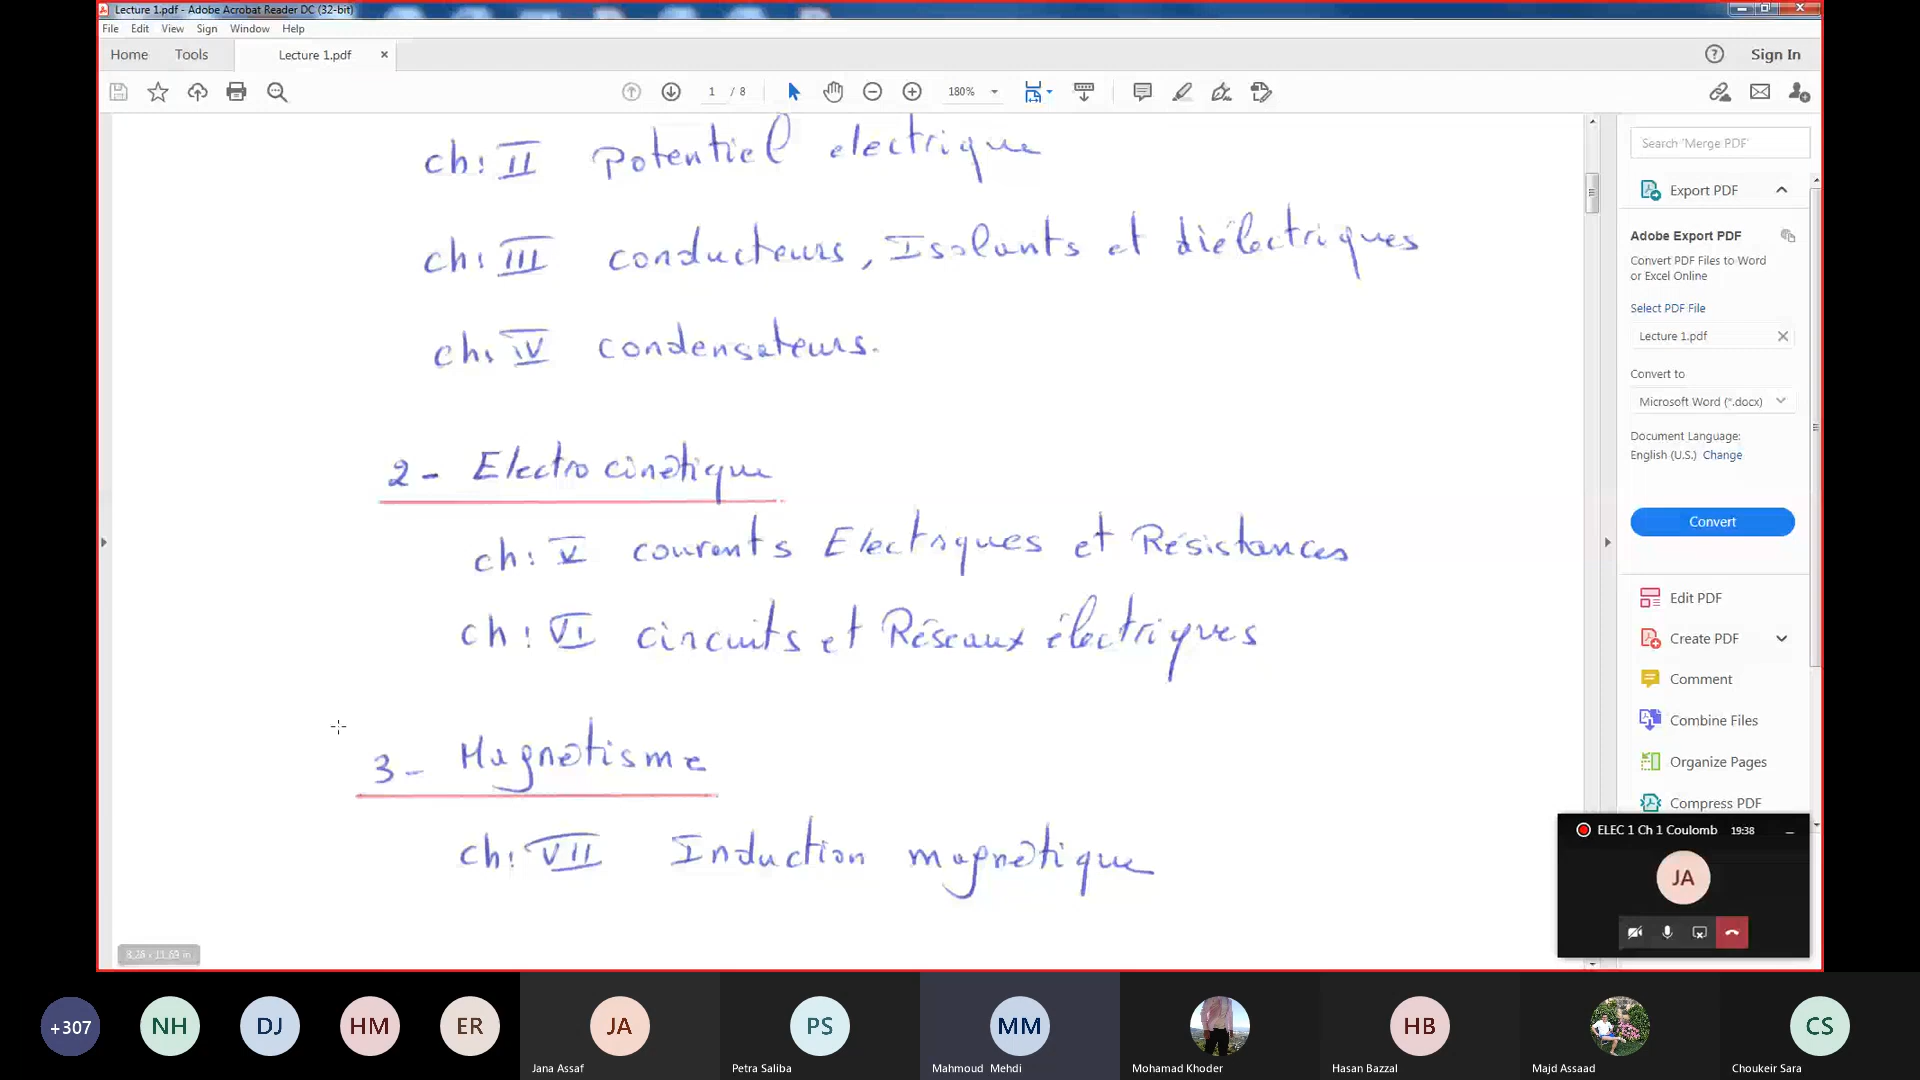 Lecture 1.pdf - Adobe Acrobat Reader DC (32-bit)
File Edit View Sign Window Help
Home Tools Lecture 1.pdf × ? Sign In
1 / 8 180%
ch: II potentiel electrique
ch: III conducteurs, Isolants et diélectriques
ch: IV condensateurs.
2 - Electrocinétique
ch: V courants Electriques et Résistances
ch: VI circuits et Réseaux électriques
3 - Magnétisme
ch: VII Induction magnétique
8,26 x 11,69 in
Search 'Merge PDF'
Export PDF
Adobe Export PDF
Convert PDF Files to Word
or Excel Online
Select PDF File
Lecture 1.pdf
Convert to
Microsoft Word (*.docx)
Document Language:
English (U.S.) Change
Convert
Edit PDF
Create PDF
Comment
Combine Files
Organize Pages
Compress PDF
ELEC 1 Ch 1 Coulomb 19:38
JA
+307 NH DJ HM ER JA PS MM HB CS
Jana Assaf Petra Saliba Mahmoud Mehdi Mohamad Khoder Hasan Bazzal Majd Assaad Choukeir Sara